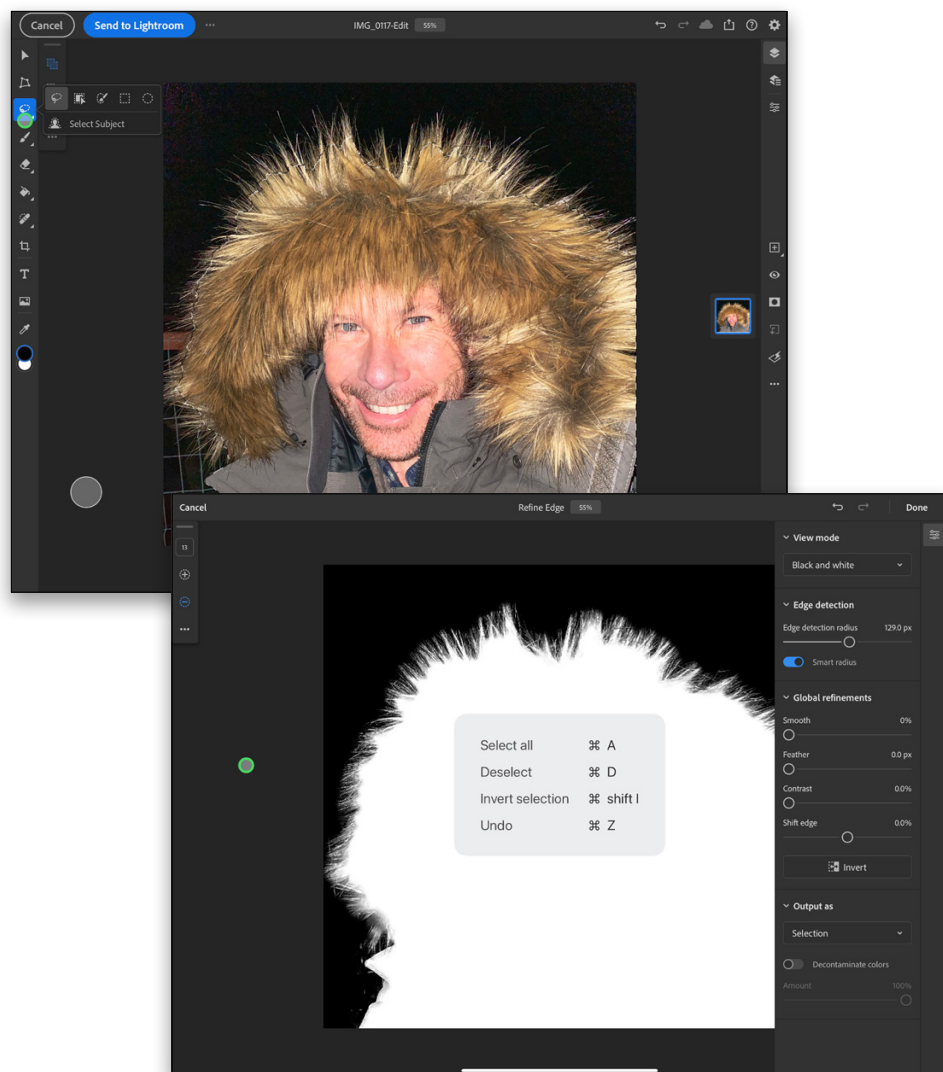 Cancel
Send to Lightroom
IMG_0117-Edit 55%
Select Subject
T
Cancel
Refine Edge 55%
Done
13
View mode
Black and white
Edge detection
Edge detection radius 129.0 px
Smart radius
Global refinements
Smooth 0%
Feather 0.0 px
Contrast 0.0%
Shift edge 0.0%
Invert
Output as
Selection
Decontaminate colors
Amount 100%
Select all ⌘ A
Deselect ⌘ D
Invert selection ⌘ shift I
Undo ⌘ Z